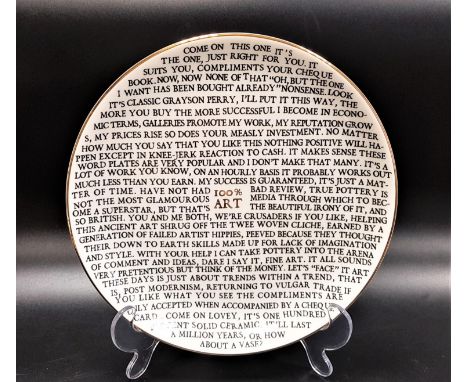 COME ON THIS ONE IT'S
THE ONE, JUST RIGHT FOR YOU. IT
SUITS YOU, COMPLIMENTS YOUR CHEQUE
BOOK. NOW, NOW NONE OF THAT "OH, BUT THE ONE
I WANT HAS BEEN BOUGHT ALREADY" NONSENSE. LOOK
IT'S CLASSIC GRAYSON PERRY, I'LL PUT IT THIS WAY, THE
MORE YOU BUY THE MORE SUCCESSFUL I BECOME IN ECONO-
MIC TERMS, GALLERIES PROMOTE MY WORK, MY REPUTATION GROW
S, MY PRICES RISE SO DOES YOUR MEASLY INVESTMENT. NO MATTER
HOW MUCH YOU SAY THAT YOU LIKE THIS NOTHING POSITIVE WILL HA-
PPEN EXCEPT IN KNEE-JERK REACTION TO CASH. IT MAKES SENSE THESE
WORD PLATES ARE VERY POPULAR AND I DON'T MAKE THAT MANY. IT'S A
LOT OF WORK YOU KNOW, ON AN HOURLY BASIS IT PROBABLY WORKS OUT
MUCH LESS THAN YOU EARN. MY SUCCESS IS GUARANTEED, IT'S JUST A MAT-
TER OF TIME. HAVE NOT HAD 100% BAD REVIEW, TRUE POTTERY IS
NOT THE MOST GLAMOROUS ART MEDIA THROUGH WHICH TO BEC-
OME A SUPERSTAR, BUT THAT'S THE BEAUTIFUL IRONY OF IT, AND
SO BRITISH. YOU AND ME BOTH, WE'RE CRUSADERS IF YOU LIKE, HELPING
THIS ANCIENT ART SHRUG OFF THE TWEE WOVEN CLICHE, EARNED BY A
GENERATION OF FAILED ARTIST HIPPIES, PEEVED BECAUSE THEY THOUGHT
THEIR DOWN TO EARTH SKILLS MADE UP FOR LACK OF IMAGINATION
AND STYLE. WITH YOUR HELP I CAN TAKE POTTERY INTO THE ARENA
OF COMMENT AND IDEAS, DARE I SAY IT, FINE ART. IT ALL SOUNDS
VERY PRETENTIOUS BUT THINK OF THE MONEY. LET'S "FACE" IT ART
THESE DAYS IS JUST ABOUT TRENDS WITHIN A TREND, THAT
IS, POST MODERNISM, RETURNING TO VULGAR TRADE IF
YOU LIKE WHAT YOU SEE THE COMPLIMENTS ARE
ONLY ACCEPTED WHEN ACCOMPANIED BY A CHEQUE
CARD. COME ON LOVEY, IT'S ONE HUNDRED
SOLID CERAMIC. IT'LL LAST
A MILLION YEARS, OR HOW
ABOUT A VASE?